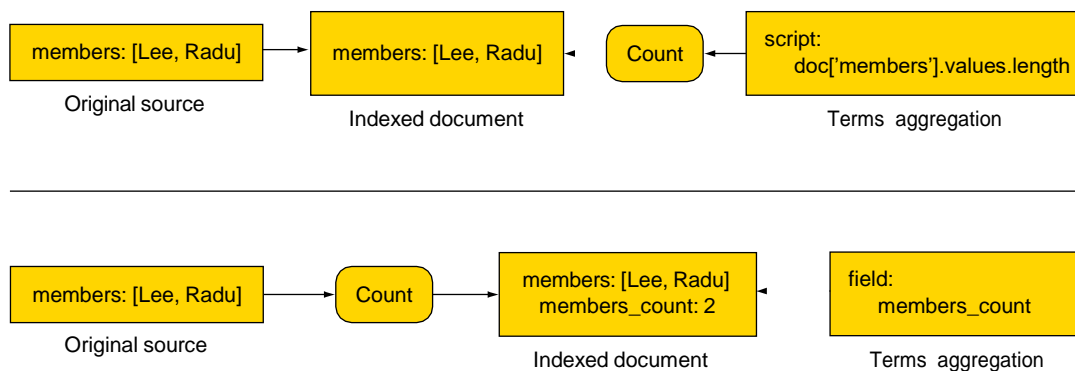 members: [Lee, Radu]
Original source
members: [Lee, Radu]
Indexed document
Count
script:
doc['members'].values.length
Terms aggregation
members: [Lee, Radu]
Original source
Count
members: [Lee, Radu]
members_count: 2
Indexed document
field:
members_count
Terms aggregation